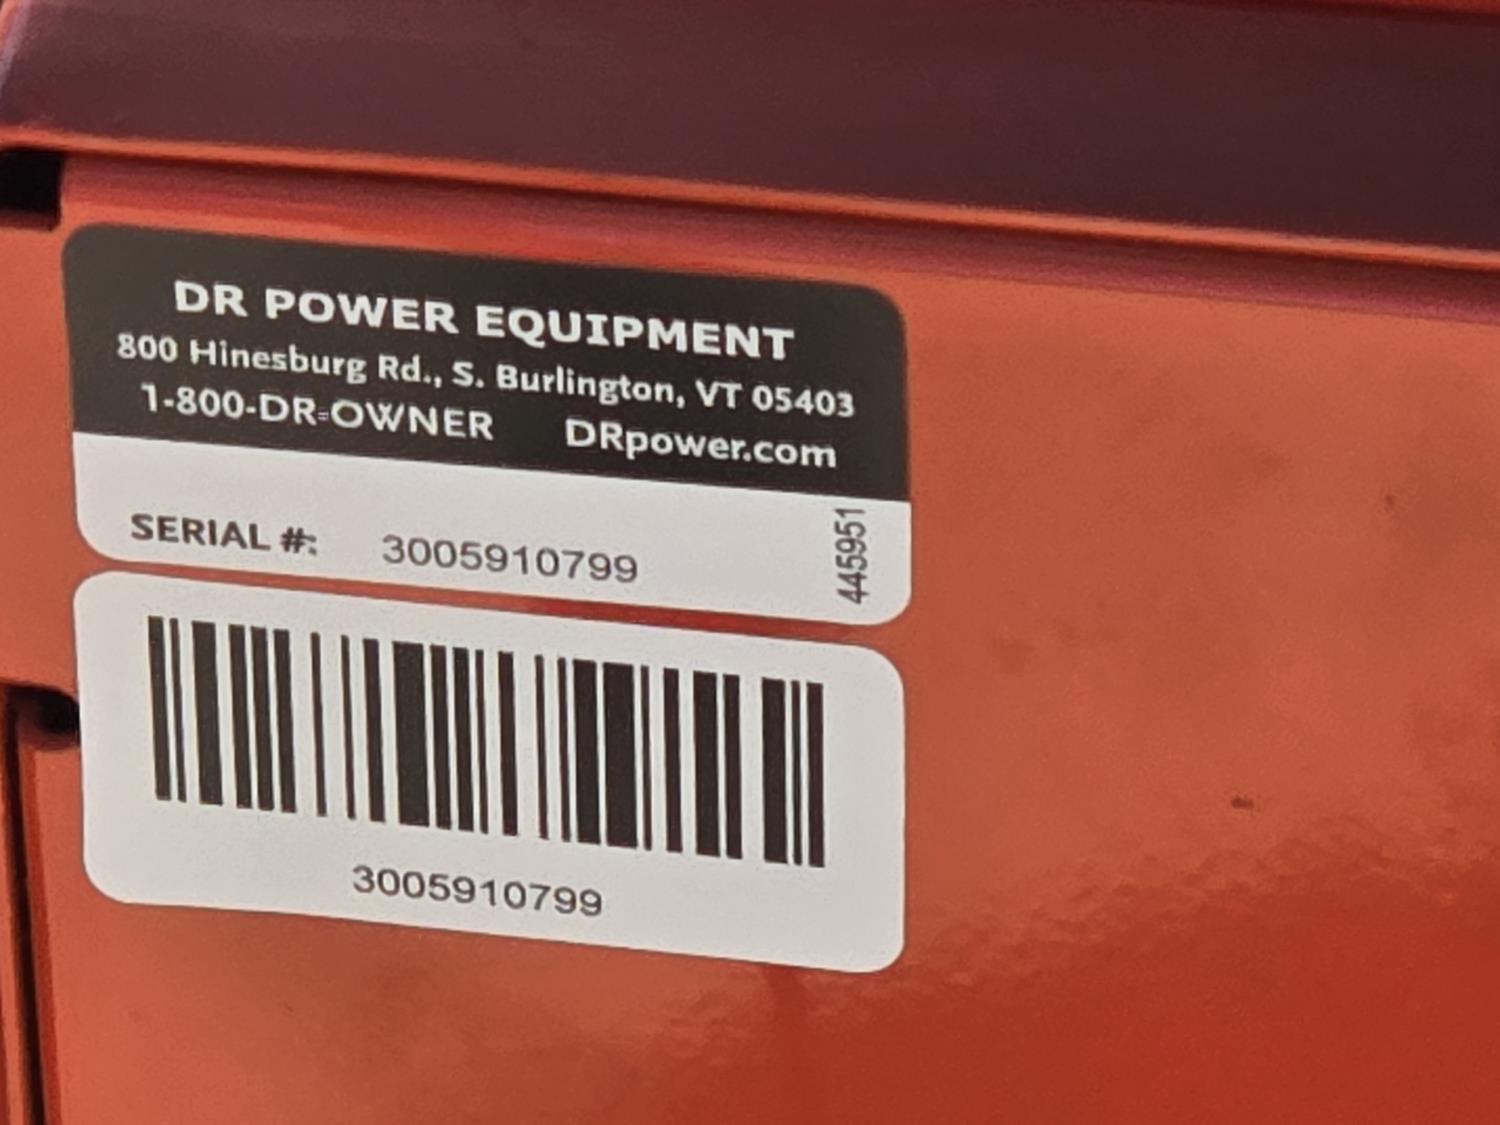 DR POWER EQUIPMENT
800 Hinesburg Rd., S. Burlington, VT 05403
1-800-DR-OWNER DRpower.com
SERIAL #: 3005910799
445951
3005910799